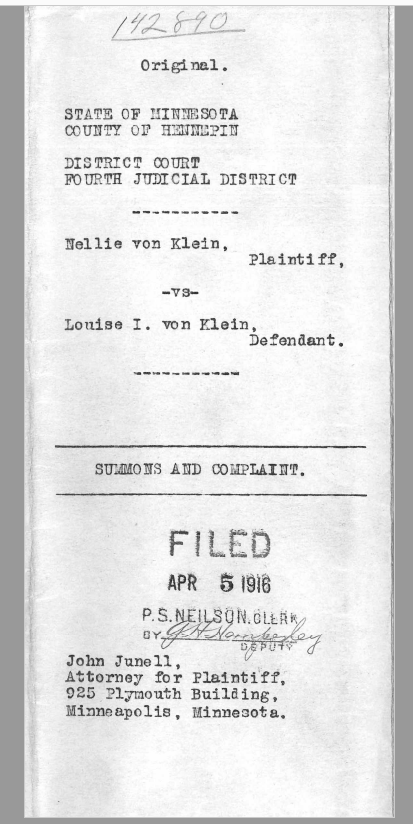 142890
Original.
STATE OF MINNESOTA
COUNTY OF HENNEPIN
DISTRICT COURT
FOURTH JUDICIAL DISTRICT
-----------
Nellie von Klein,
Plaintiff,
-vs-
Louise I. von Klein,
Defendant.
-----------
SUMMONS AND COMPLAINT.
FILED
APR 5 1916
P.S. NEILSON, CLERK
BY
DEPUTY
John Junell,
Attorney for Plaintiff,
925 Plymouth Building,
Minneapolis, Minnesota.